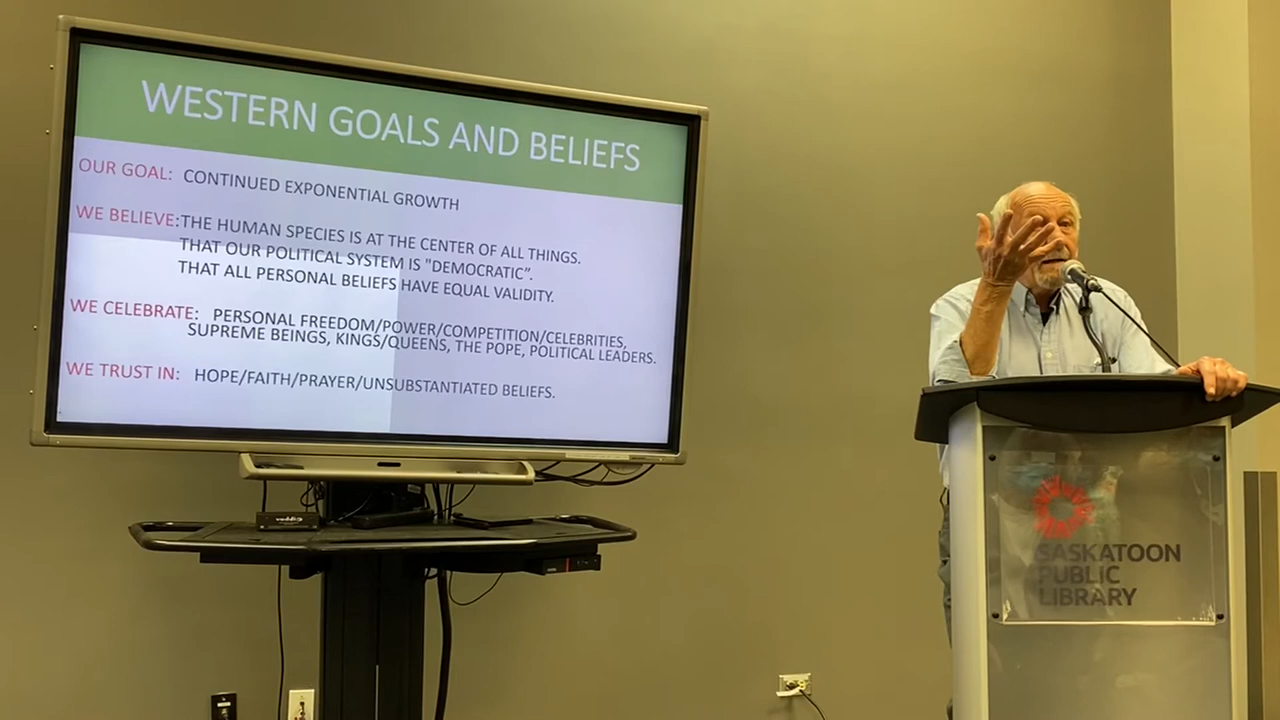 WESTERN GOALS AND BELIEFS
OUR GOAL: CONTINUED EXPONENTIAL GROWTH
WE BELIEVE:THE HUMAN SPECIES IS AT THE CENTER OF ALL THINGS.
THAT OUR POLITICAL SYSTEM IS "DEMOCRATIC".
THAT ALL PERSONAL BELIEFS HAVE EQUAL VALIDITY.
WE CELEBRATE: PERSONAL FREEDOM/POWER/COMPETITION/CELEBRITIES,
SUPREME BEINGS, KINGS/QUEENS, THE POPE, POLITICAL LEADERS.
WE TRUST IN: HOPE/FAITH/PRAYER/UNSUBSTANTIATED BELIEFS.
SASKATOON
PUBLIC
LIBRARY